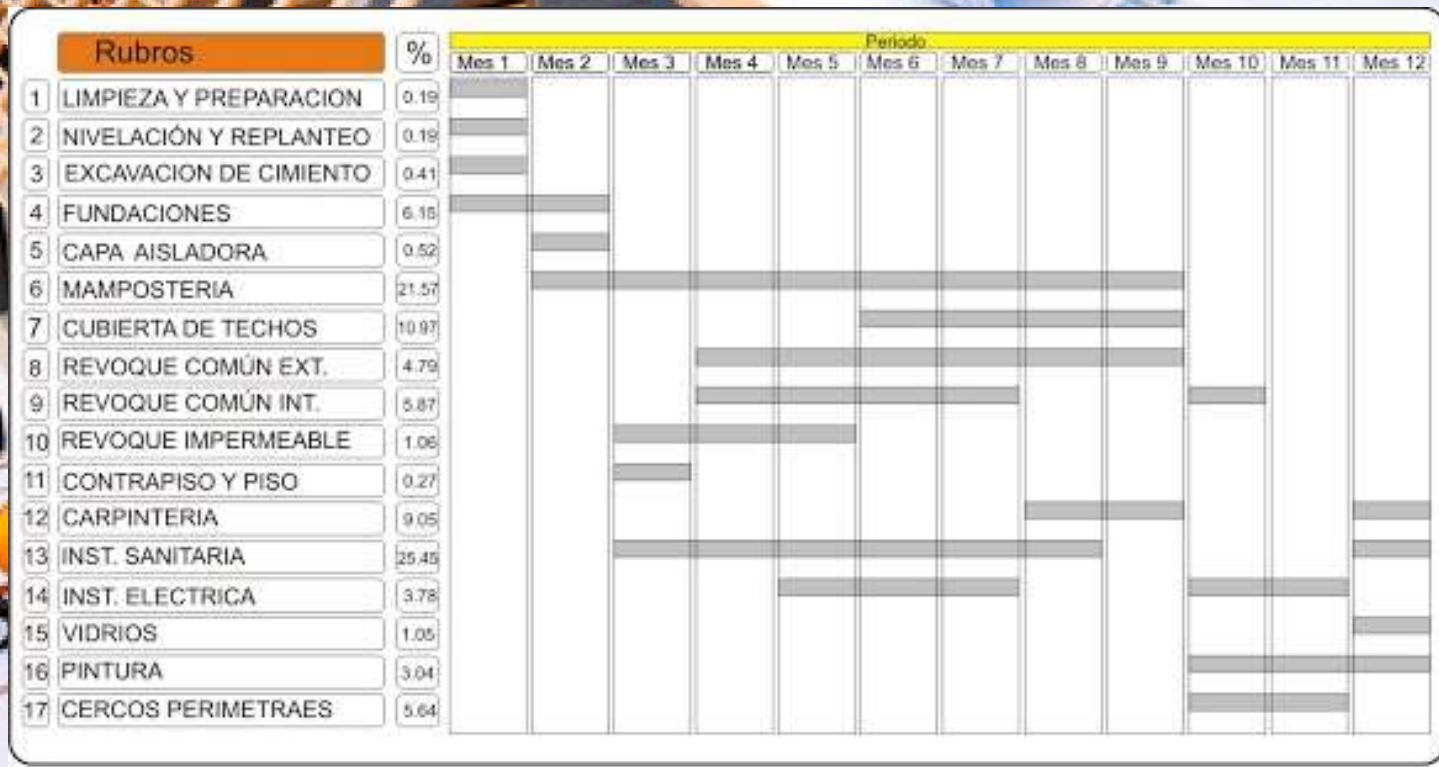 Rubros % Periodo
Mes 1 Mes 2 Mes 3 Mes 4 Mes 5 Mes 6 Mes 7 Mes 8 Mes 9 Mes 10 Mes 11 Mes 12
1 LIMPIEZA Y PREPARACION 0.19
2 NIVELACIÓN Y REPLANTEO 0.19
3 EXCAVACION DE CIMIENTO 0.41
4 FUNDACIONES 6.15
5 CAPA AISLADORA 0.52
6 MAMPOSTERIA 21.57
7 CUBIERTA DE TECHOS 10.97
8 REVOQUE COMÚN EXT. 4.79
9 REVOQUE COMÚN INT. 5.87
10 REVOQUE IMPERMEABLE 1.06
11 CONTRAPISO Y PISO 0.27
12 CARPINTERIA 9.05
13 INST. SANITARIA 25.45
14 INST. ELECTRICA 3.78
15 VIDRIOS 1.05
16 PINTURA 3.04
17 CERCOS PERIMETRAES 5.64